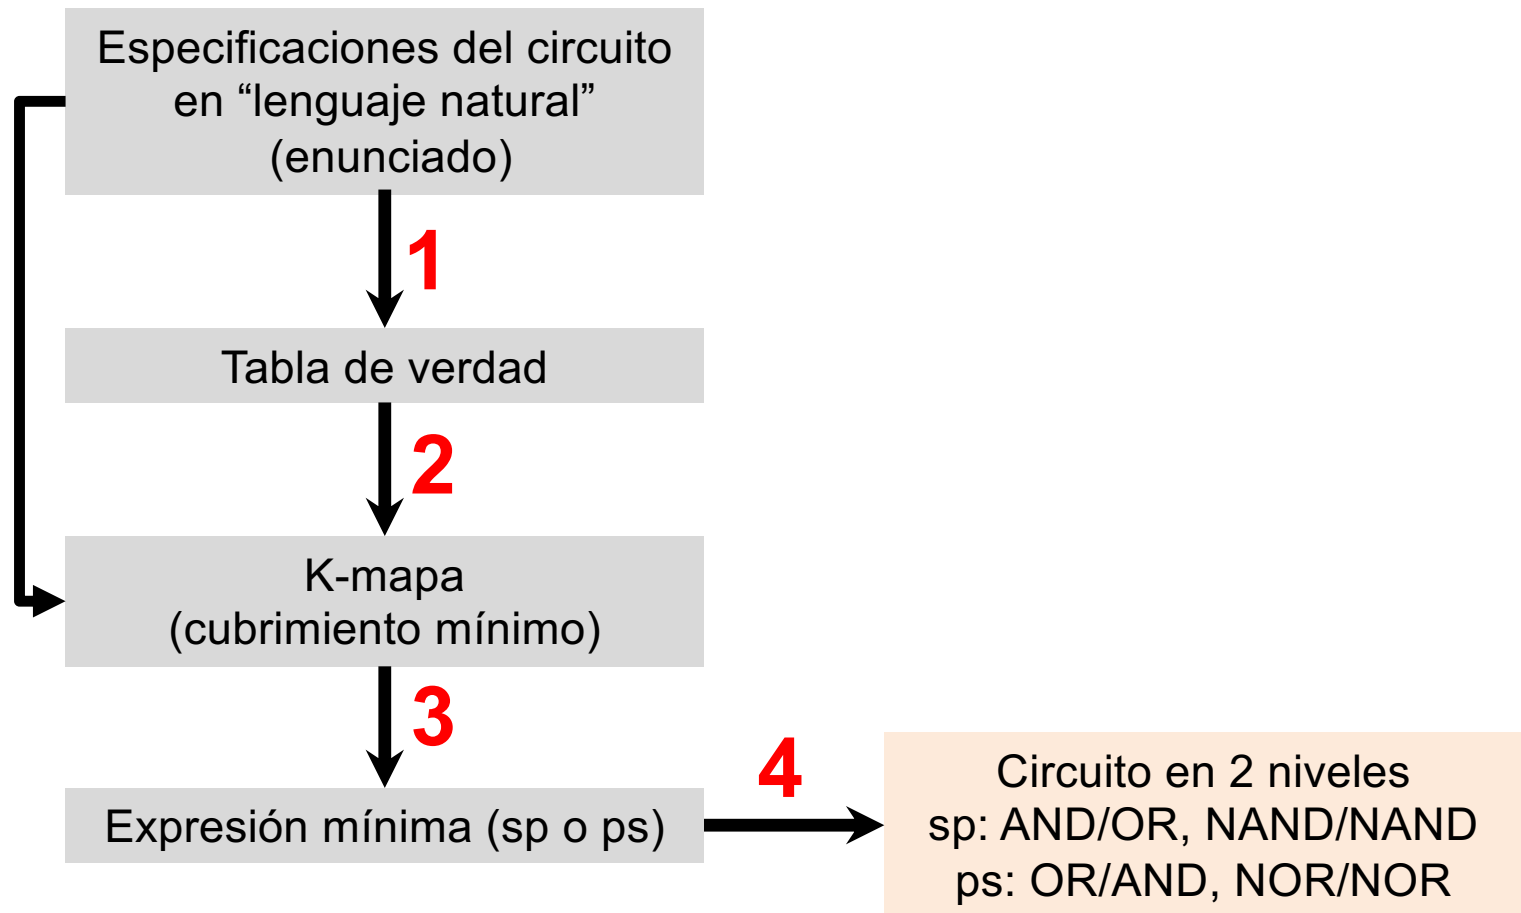 Especificaciones del circuito
en “lenguaje natural”
(enunciado)
1
Tabla de verdad
2
K-mapa
(cubrimiento mínimo)
3
Expresión mínima (sp o ps)
4
Circuito en 2 niveles
sp: AND/OR, NAND/NAND
ps: OR/AND, NOR/NOR